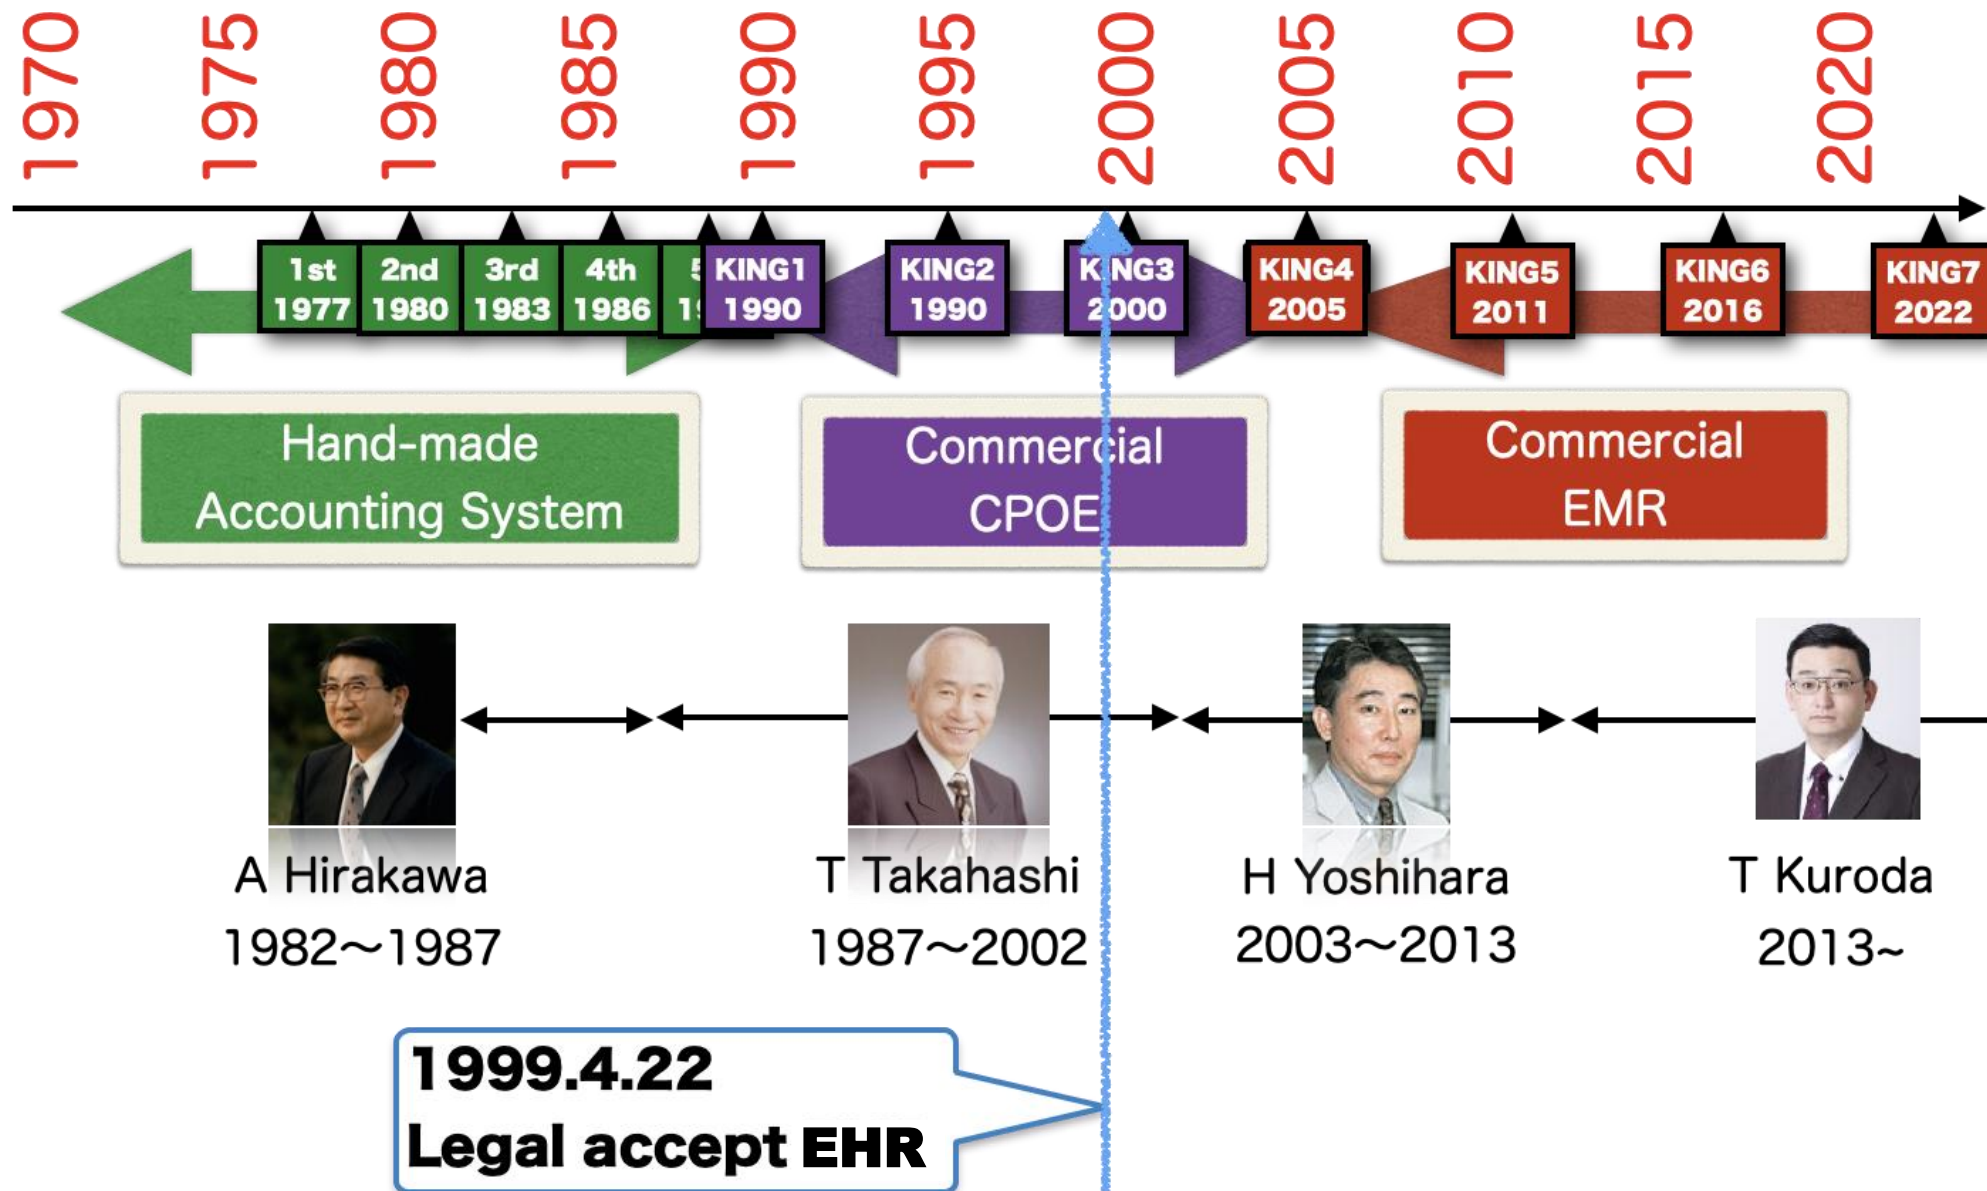 1970
1975
1980
1985
1990
1995
2000
2005
2010
2015
2020
1st
1977
2nd
1980
3rd
1983
4th
1986
KING1
1990
KING2
1990
KING3
2000
KING4
2005
KING5
2011
KING6
2016
KING7
2022
Hand-made
Accounting System
Commercial
CPOE
Commercial
EMR
A Hirakawa
1982～1987
T Takahashi
1987～2002
H Yoshihara
2003～2013
T Kuroda
2013~
1999.4.22
Legal accept EHR